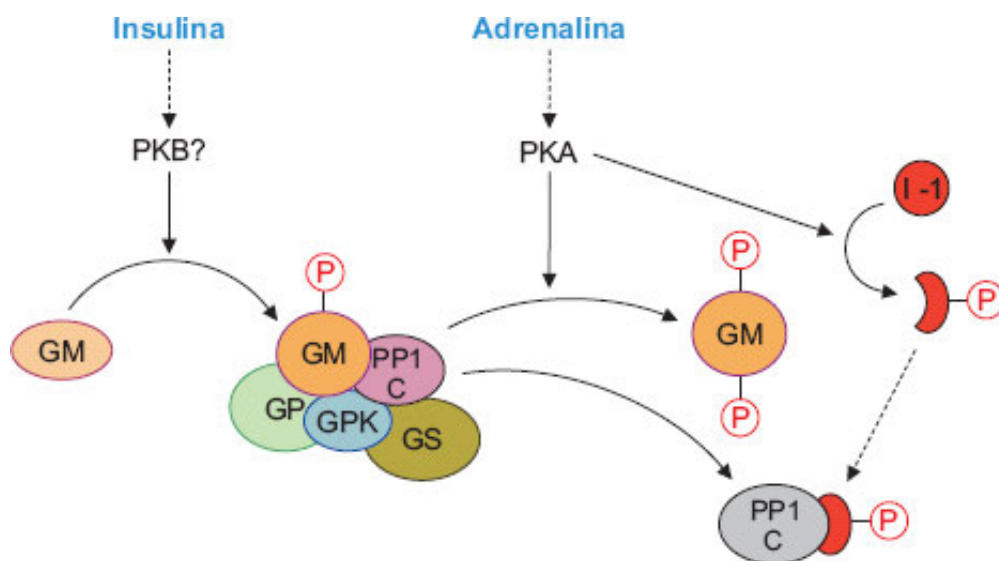 Insulina
Adrenalina
PKB?
PKA
I -1
P
P
P
GM
GM
PP1
C
GM
GP
GPK
GS
P
PP1
C
P